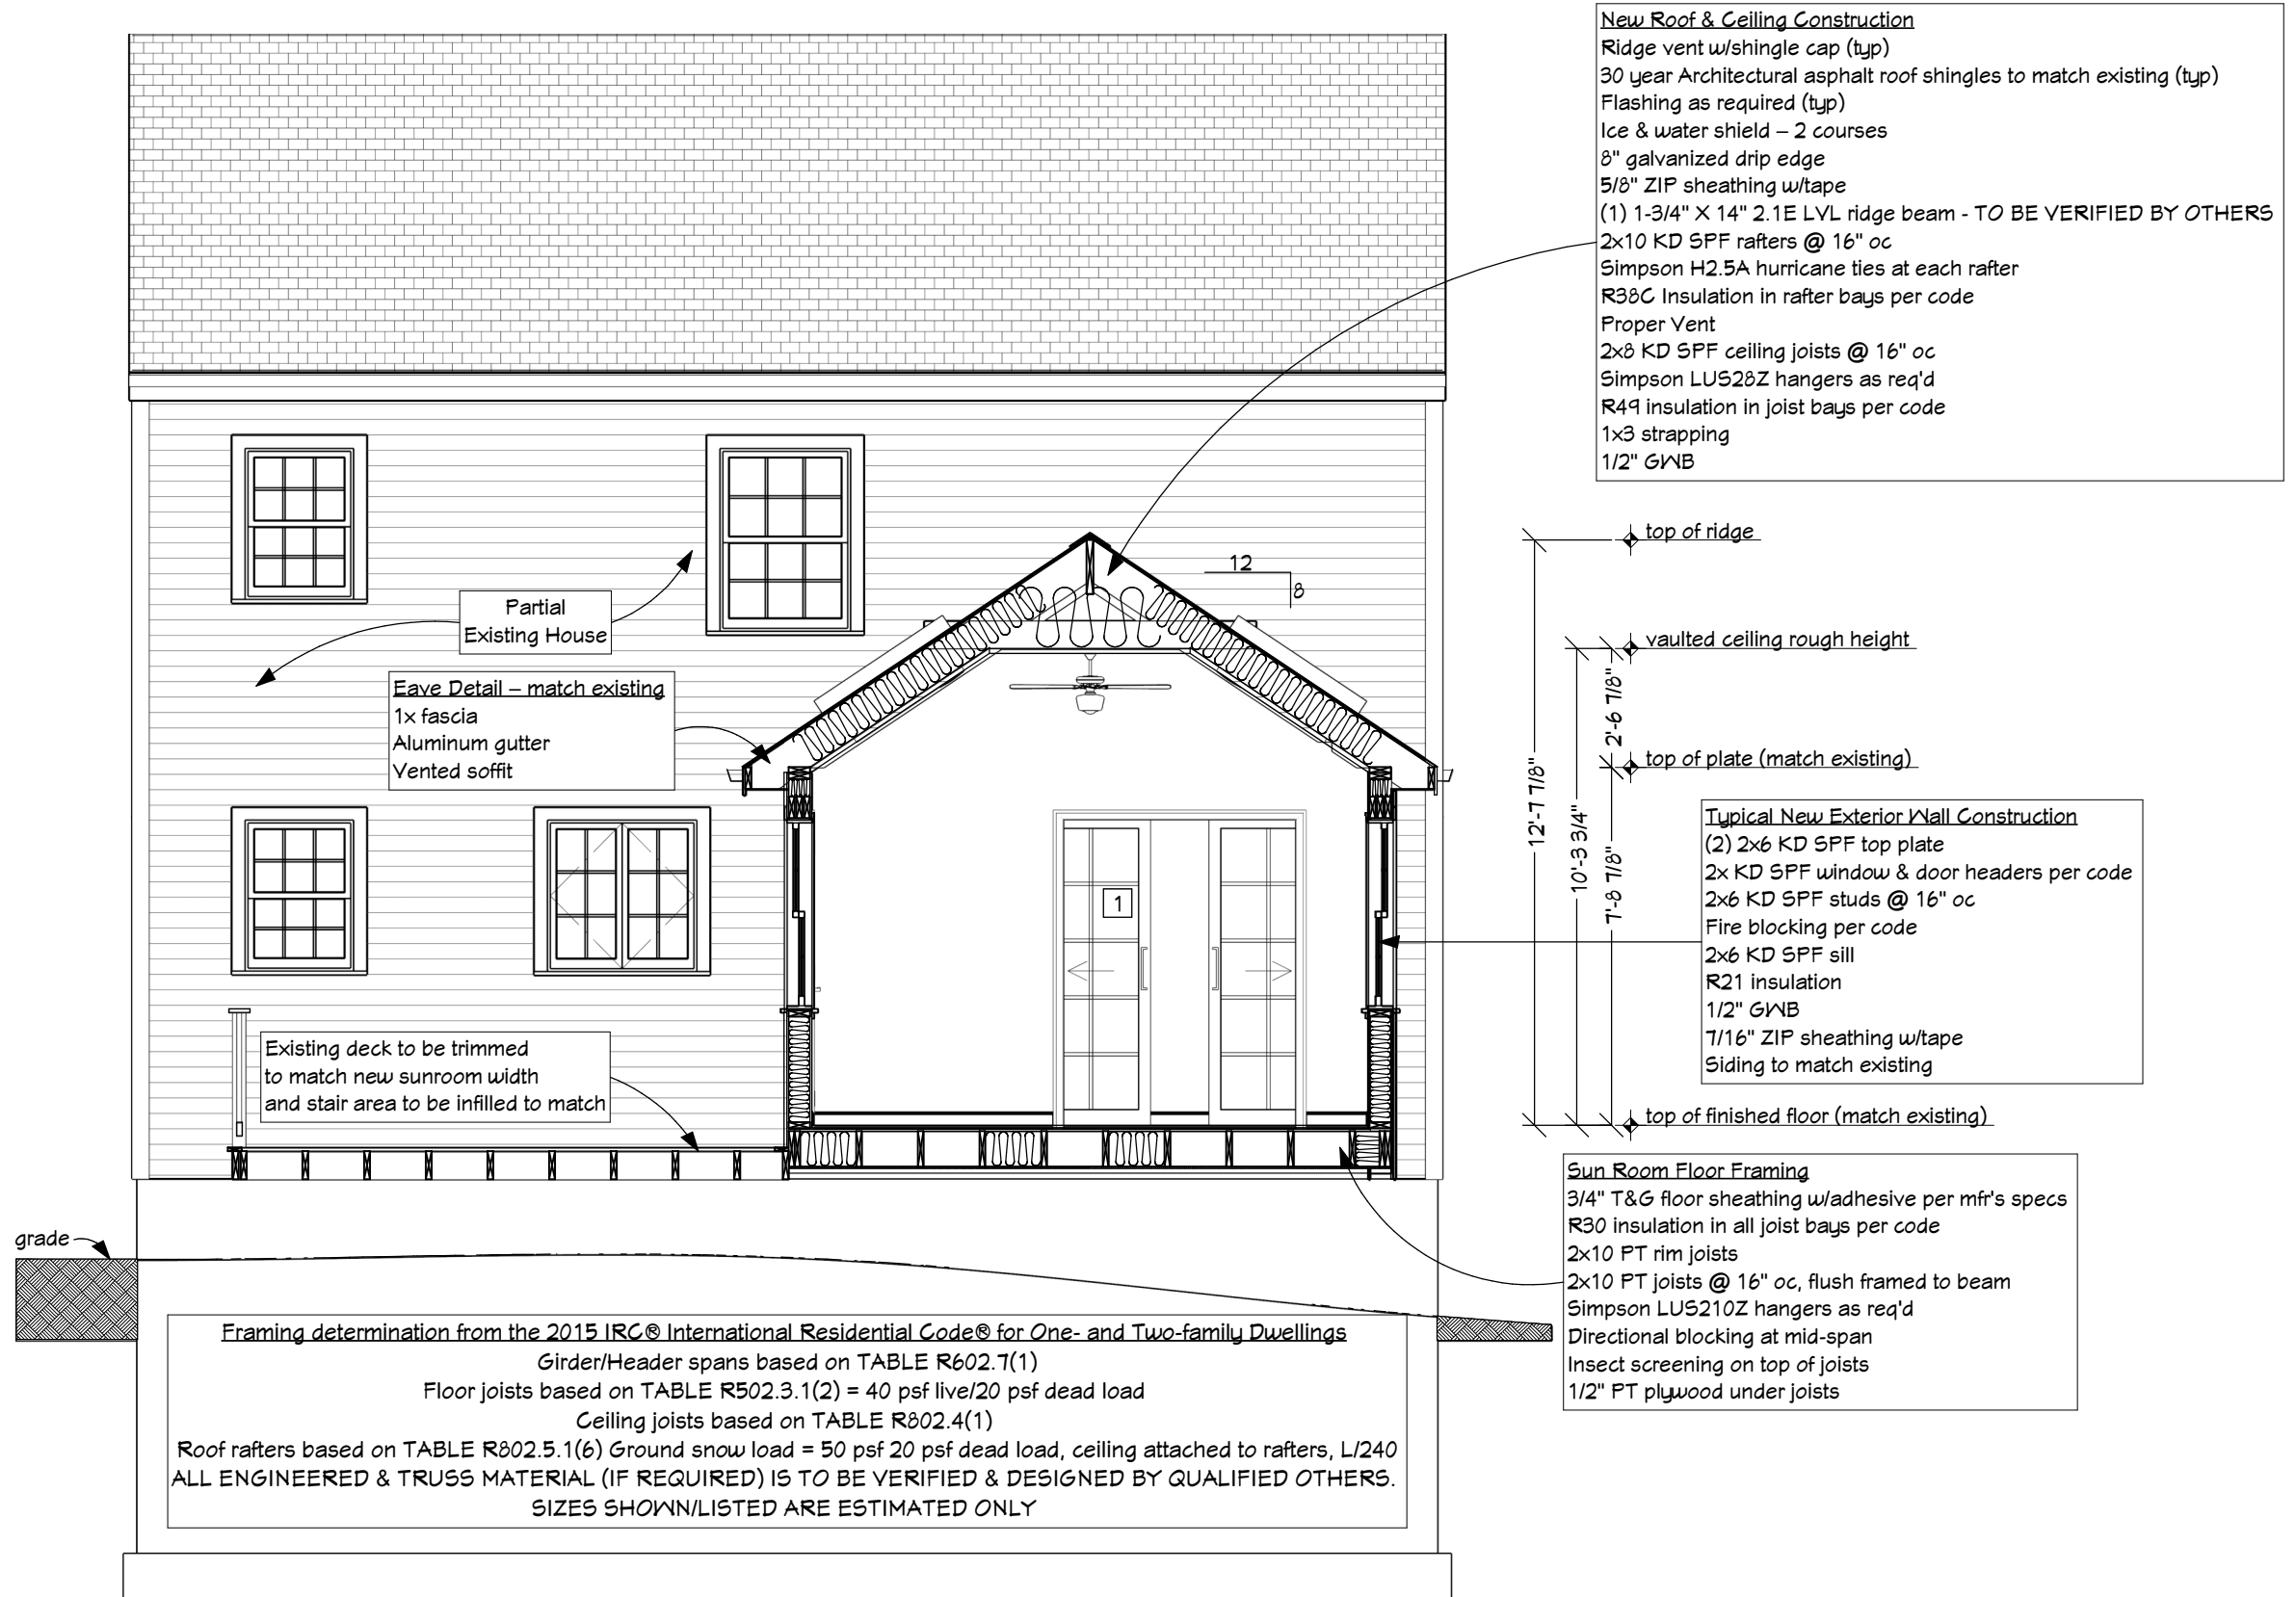 New Roof & Ceiling Construction
Ridge vent w/shingle cap (typ)
30 year Architectural asphalt roof shingles to match existing (typ)
Flashing as required (typ)
Ice & water shield – 2 courses
8" galvanized drip edge
5/8" ZIP sheathing w/tape
(1) 1-3/4" X 14" 2.1E LVL ridge beam - TO BE VERIFIED BY OTHERS
2x10 KD SPF rafters @ 16" oc
Simpson H2.5A hurricane ties at each rafter
R38C Insulation in rafter bays per code
Proper Vent
2x8 KD SPF ceiling joists @ 16" oc
Simpson LUS28Z hangers as req'd
R49 insulation in joist bays per code
1x3 strapping
1/2" GWB
top of ridge
12
8
Partial
Existing House
vaulted ceiling rough height
2'-6 7/8"
Eave Detail – match existing
1x fascia
Aluminum gutter
Vented soffit
top of plate (match existing)
12'-7 7/8"
10'-3 3/4"
7'-8 7/8"
Typical New Exterior Wall Construction
(2) 2x6 KD SPF top plate
2x KD SPF window & door headers per code
2x6 KD SPF studs @ 16" oc
Fire blocking per code
2x6 KD SPF sill
R21 insulation
1/2" GWB
7/16" ZIP sheathing w/tape
Siding to match existing
1
Existing deck to be trimmed
to match new sunroom width
and stair area to be infilled to match
top of finished floor (match existing)
Sun Room Floor Framing
3/4" T&G floor sheathing w/adhesive per mfr's specs
R30 insulation in all joist bays per code
2x10 PT rim joists
2x10 PT joists @ 16" oc, flush framed to beam
Simpson LUS210Z hangers as req'd
Directional blocking at mid-span
Insect screening on top of joists
1/2" PT plywood under joists
grade
Framing determination from the 2015 IRC® International Residential Code® for One- and Two-family Dwellings
Girder/Header spans based on TABLE R602.7(1)
Floor joists based on TABLE R502.3.1(2) = 40 psf live/20 psf dead load
Ceiling joists based on TABLE R802.4(1)
Roof rafters based on TABLE R802.5.1(6) Ground snow load = 50 psf 20 psf dead load, ceiling attached to rafters, L/240
ALL ENGINEERED & TRUSS MATERIAL (IF REQUIRED) IS TO BE VERIFIED & DESIGNED BY QUALIFIED OTHERS.
SIZES SHOWN/LISTED ARE ESTIMATED ONLY